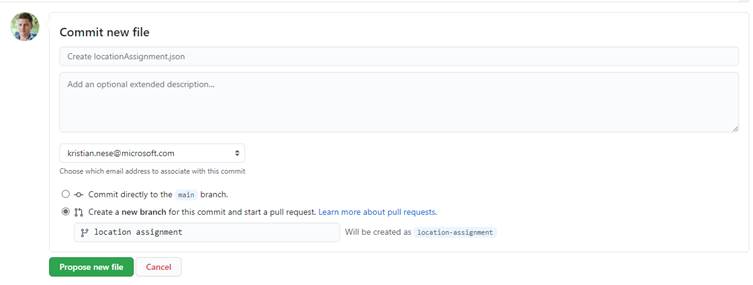 Commit new file
Create locationAssignment.json
Add an optional extended description...
kristian.nese@microsoft.com
Choose which email address to associate with this commit
Commit directly to the main branch.
Create a new branch for this commit and start a pull request. Learn more about pull requests.
location assignment Will be created as location-assignment
Propose new file Cancel